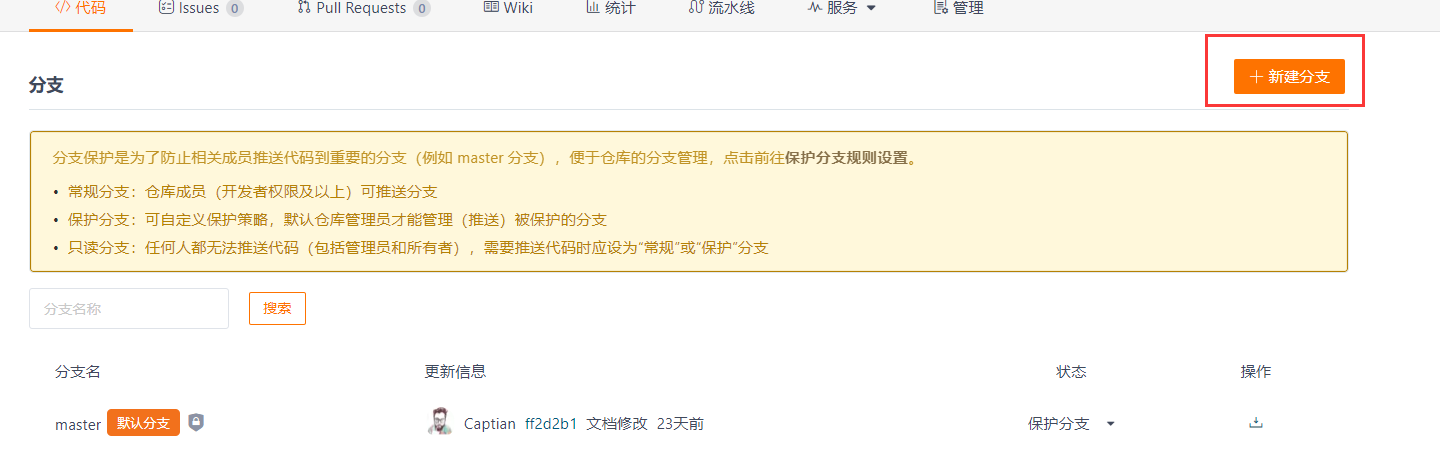 代码 Issues 0 Pull Requests 0 Wiki 统计 流水线 服务 管理
分支
新建分支
分支保护是为了防止相关成员推送代码到重要的分支（例如 master 分支），便于仓库的分支管理，点击前往保护分支规则设置。
• 常规分支：仓库成员（开发者权限及以上）可推送分支
• 保护分支：可自定义保护策略，默认仓库管理员才能管理（推送）被保护的分支
• 只读分支：任何人都无法推送代码（包括管理员和所有者），需要推送代码时应设为“常规”或“保护”分支
分支名称 搜索
分支名 更新信息 状态 操作
master 默认分支 Captian ff2d2b1 文档修改 23天前 保护分支